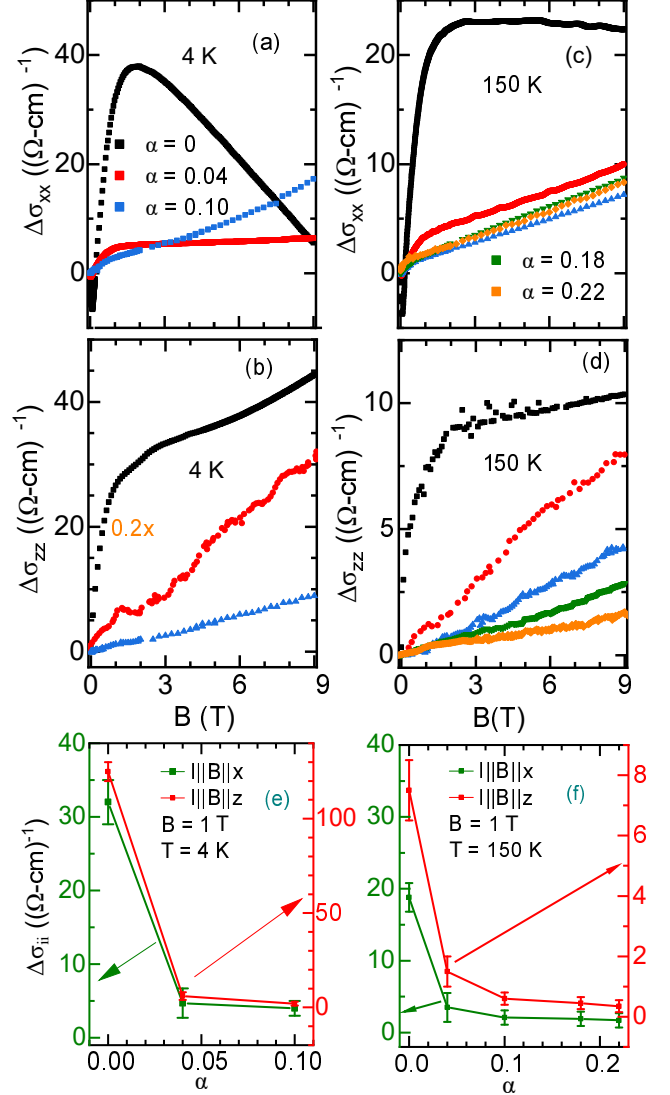 Δσxx ((Ω-cm) -1)
40
20
0
4 K
(a)
α = 0
α = 0.04
α = 0.10
Δσxx ((Ω-cm) -1)
20
10
0
(c)
150 K
α = 0.18
α = 0.22
Δσzz ((Ω-cm) -1)
40
20
0
(b)
4 K
0.2x
0 3 6 9
B (T)
Δσzz ((Ω-cm) -1)
10
5
0
(d)
150 K
0 3 6 9
B(T)
Δσii ((Ω-cm)-1)
40
30
20
10
0
I||B||x
I||B||z
(e)
B = 1 T
T = 4 K
100
50
0
0.00 0.05 0.10
α
40
30
20
10
0
I||B||x
I||B||z
(f)
B = 1 T
T = 150 K
8
6
4
2
0
0.0 0.1 0.2
α